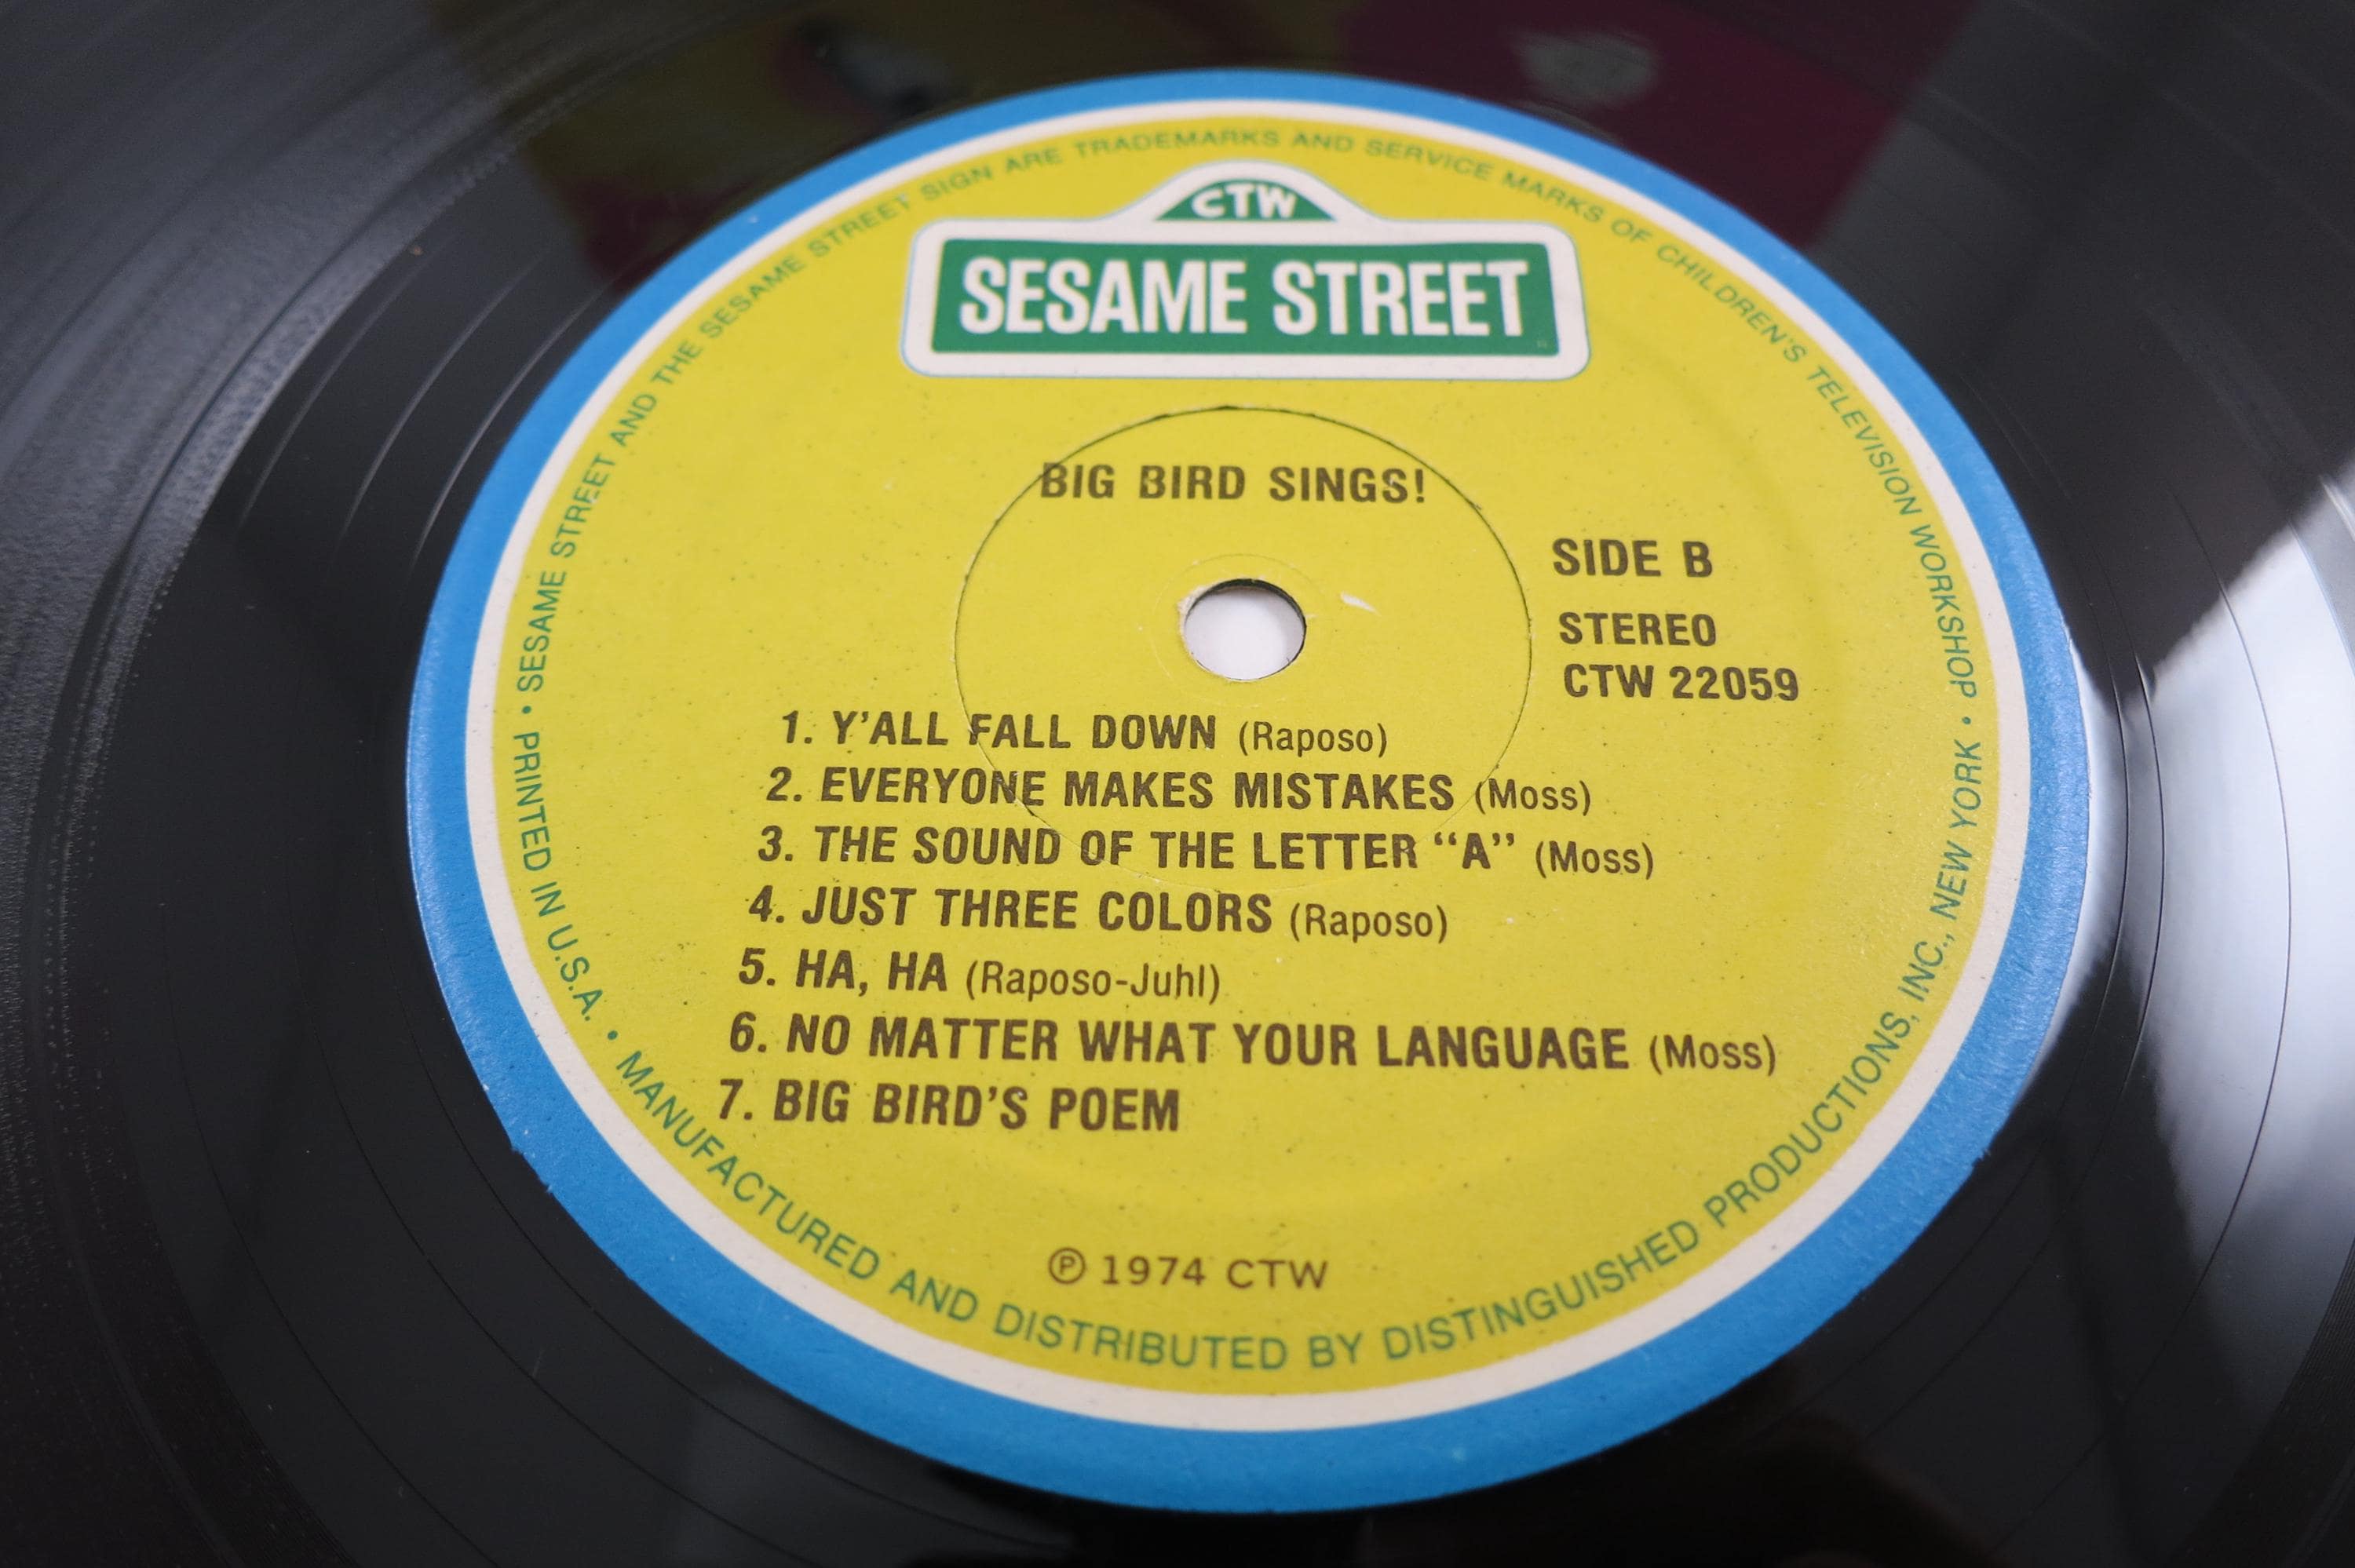 • SESAME STREET AND THE SESAME STREET SIGN ARE TRADEMARKS AND SERVICE MARKS OF CHILDREN'S TELEVISION WORKSHOP •
CTW
SESAME STREET
BIG BIRD SINGS!
SIDE B
STEREO
CTW 22059
1. Y'ALL FALL DOWN (Raposo)
2. EVERYONE MAKES MISTAKES (Moss)
3. THE SOUND OF THE LETTER “A” (Moss)
4. JUST THREE COLORS (Raposo)
5. HA, HA (Raposo-Juhl)
6. NO MATTER WHAT YOUR LANGUAGE (Moss)
7. BIG BIRD'S POEM
℗ 1974 CTW
PRINTED IN U.S.A. • MANUFACTURED AND DISTRIBUTED BY DISTINGUISHED PRODUCTIONS, INC., NEW YORK